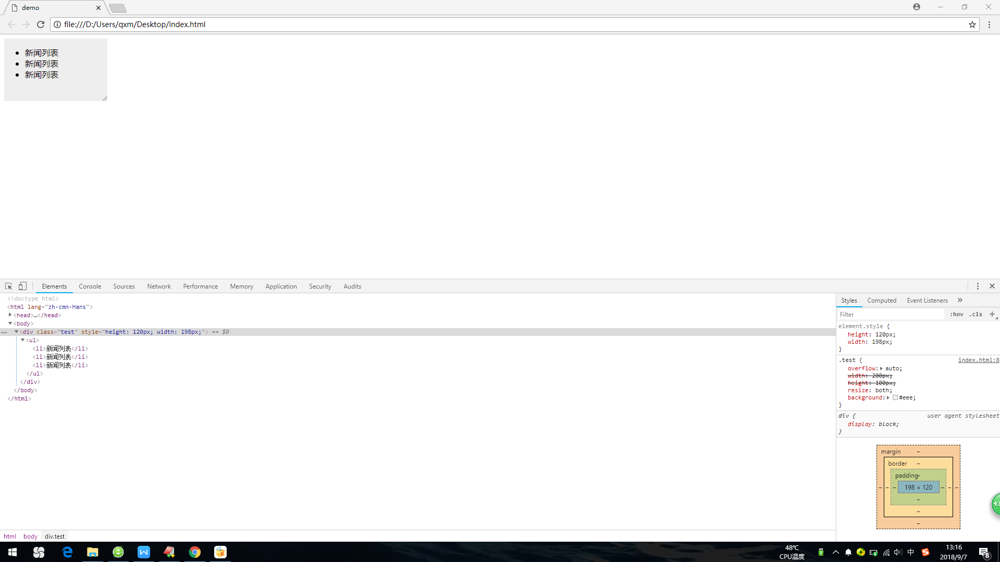 demo
file:///D:/Users/qxm/Desktop/index.html
新闻列表
新闻列表
新闻列表
Elements Console Sources Network Performance Memory Application Security Audits
<!doctype html>
<html lang="zh-cmn-Hans">
<head>…</head>
<body>
<div class="test" style="height: 120px; width: 198px;"> == $0
<ul>
<li>新闻列表</li>
<li>新闻列表</li>
<li>新闻列表</li>
</ul>
</div>
</body>
</html>
html body div.test
Styles Computed Event Listeners »
Filter :hov .cls +
element.style {
height: 120px;
width: 198px;
}
.test { index.html:8
overflow: auto;
width: 200px;
height: 100px;
resize: both;
background: #eee;
}
div { user agent stylesheet
display: block;
}
margin –
border –
padding –
– – – 198 × 120 – – –
–
–
–
43
48℃
CPU温度
中
13:16
2018/9/7
8